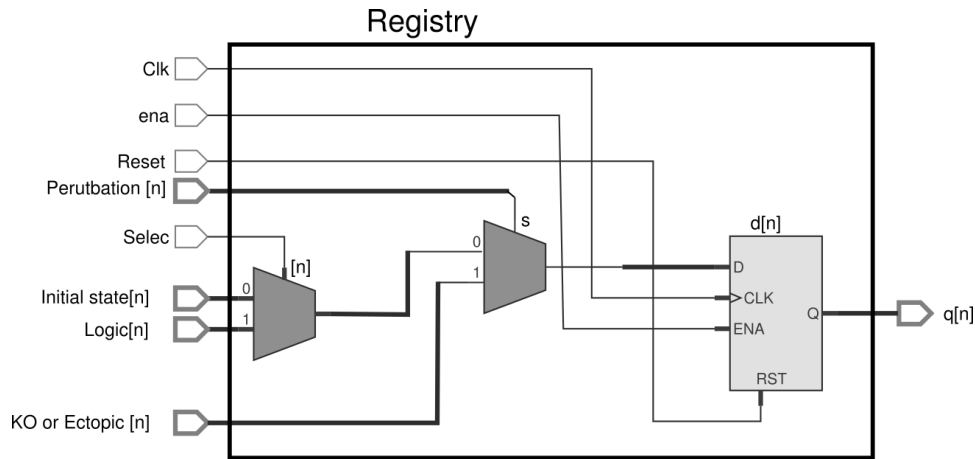 Registry
Clk
ena
Reset
Perutbation [n]
s
Selec
[n]
d[n]
0
D
1
Initial state[n]
0
CLK
Logic[n]
1
Q
q[n]
ENA
RST
KO or Ectopic [n]